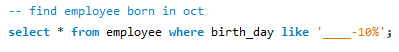 -- find employee born in oct
select * from employee where birth_day like '____-10%';